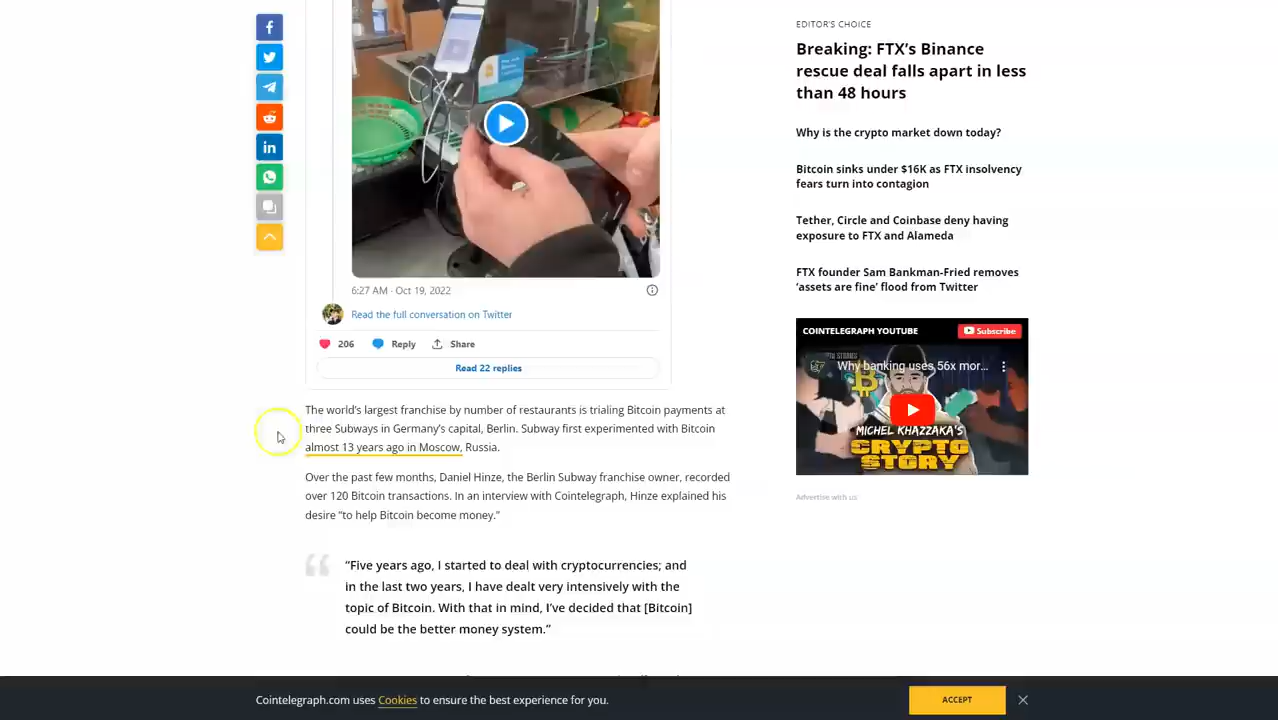 EDITOR'S CHOICE
Breaking: FTX's Binance
rescue deal falls apart in less
than 48 hours
Why is the crypto market down today?
Bitcoin sinks under $16K as FTX insolvency
fears turn into contagion
Tether, Circle and Coinbase deny having
exposure to FTX and Alameda
FTX founder Sam Bankman-Fried removes
'assets are fine' flood from Twitter
6:27 AM · Oct 19, 2022
Read the full conversation on Twitter
206 Reply Share
Read 22 replies
COINTELEGRAPH YOUTUBE
Subscribe
Why banking uses 56x mor...
MICHEL KHAZZAKA'S
CRYPTO
STORY
Advertise with us
The world's largest franchise by number of restaurants is trialing Bitcoin payments at
three Subways in Germany's capital, Berlin. Subway first experimented with Bitcoin
almost 13 years ago in Moscow, Russia.
Over the past few months, Daniel Hinze, the Berlin Subway franchise owner, recorded
over 120 Bitcoin transactions. In an interview with Cointelegraph, Hinze explained his
desire "to help Bitcoin become money."
"Five years ago, I started to deal with cryptocurrencies; and
in the last two years, I have dealt very intensively with the
topic of Bitcoin. With that in mind, I've decided that [Bitcoin]
could be the better money system."
Cointelegraph.com uses Cookies to ensure the best experience for you.
ACCEPT